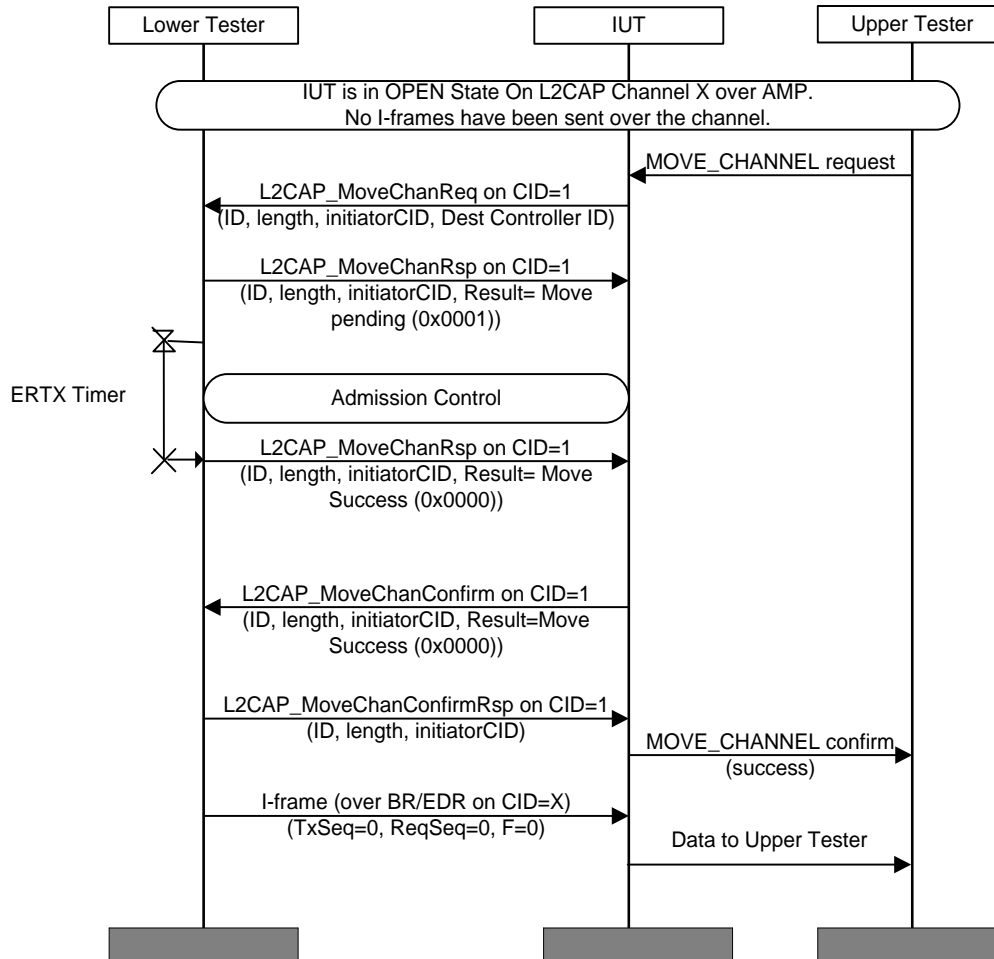 Lower Tester
IUT
Upper Tester
IUT is in OPEN State On L2CAP Channel X over AMP.
No I-frames have been sent over the channel.
MOVE_CHANNEL request
L2CAP_MoveChanReq on CID=1
(ID, length, initiatorCID, Dest Controller ID)
L2CAP_MoveChanRsp on CID=1
(ID, length, initiatorCID, Result= Move
pending (0x0001))
ERTX Timer
Admission Control
L2CAP_MoveChanRsp on CID=1
(ID, length, initiatorCID, Result= Move
Success (0x0000))
L2CAP_MoveChanConfirm on CID=1
(ID, length, initiatorCID, Result=Move
Success (0x0000))
L2CAP_MoveChanConfirmRsp on CID=1
(ID, length, initiatorCID)
MOVE_CHANNEL confirm
(success)
I-frame (over BR/EDR on CID=X)
(TxSeq=0, ReqSeq=0, F=0)
Data to Upper Tester